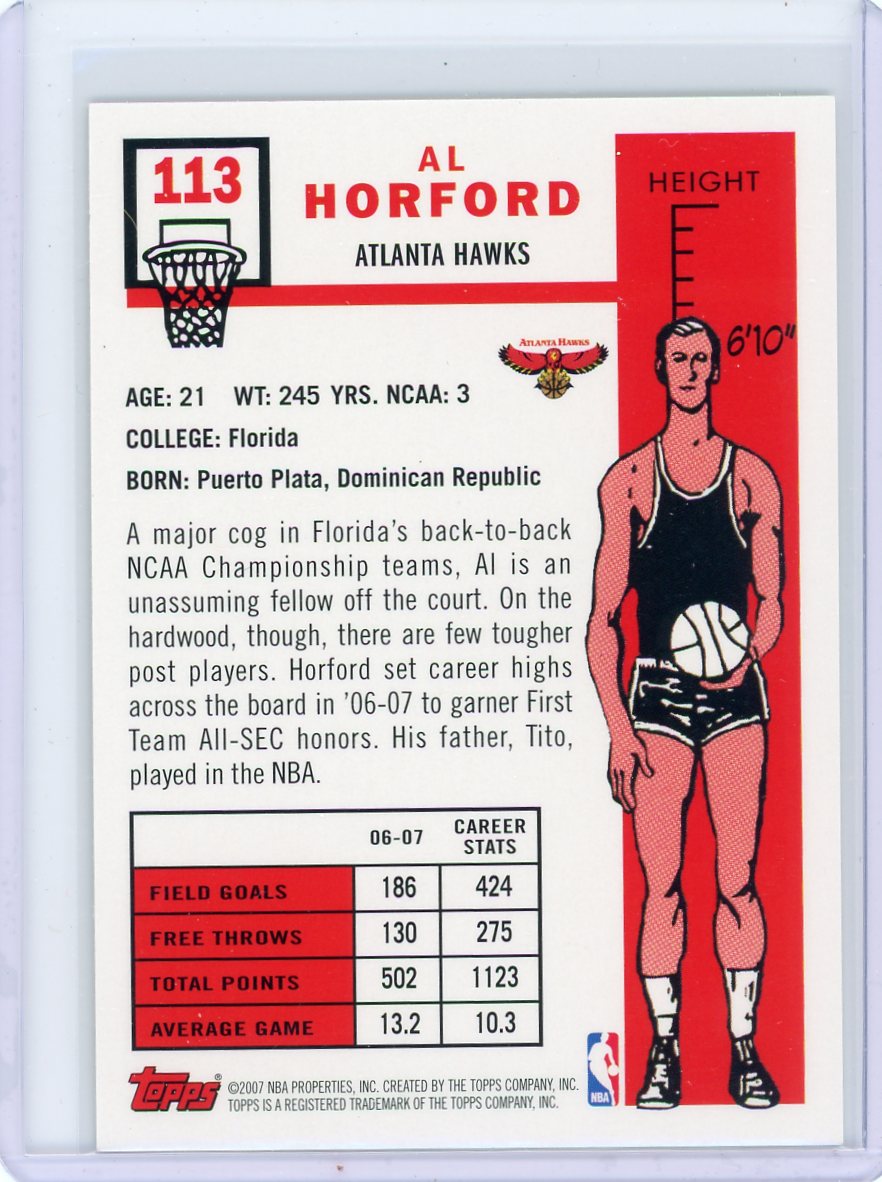 113
AL
HORFORD
ATLANTA HAWKS
HEIGHT
6'10"
ATLANTA HAWKS
AGE: 21 WT: 245 YRS. NCAA: 3
COLLEGE: Florida
BORN: Puerto Plata, Dominican Republic
A major cog in Florida's back-to-back
NCAA Championship teams, Al is an
unassuming fellow off the court. On the
hardwood, though, there are few tougher
post players. Horford set career highs
across the board in '06-07 to garner First
Team All-SEC honors. His father, Tito,
played in the NBA.
06-07 CAREER STATS
FIELD GOALS 186 424
FREE THROWS 130 275
TOTAL POINTS 502 1123
AVERAGE GAME 13.2 10.3
Topps® ©2007 NBA PROPERTIES, INC. CREATED BY THE TOPPS COMPANY, INC.
TOPPS IS A REGISTERED TRADEMARK OF THE TOPPS COMPANY, INC.
NBA